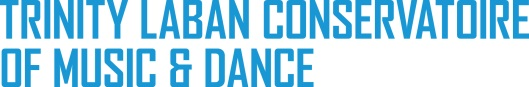 TRINITY LABAN CONSERVATOIRE
OF MUSIC & DANCE